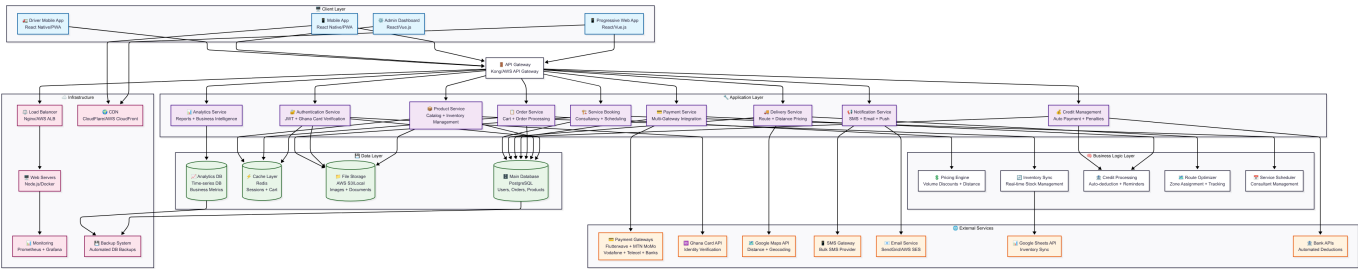 Client Layer
Driver Mobile App
React Native/PWA
Mobile App
React Native/PWA
Admin Dashboard
React/Vue.js
Progressive Web App
React/Vue.js
API Gateway
Kong/AWS API Gateway
Infrastructure
Load Balancer
Nginx/AWS ALB
CDN
CloudFlare/AWS CloudFront
Web Servers
Node.js/Docker
Monitoring
Prometheus + Grafana
Backup System
Automated DB Backups
Application Layer
Analytics Service
Reports + Business Intelligence
Authentication Service
JWT + Ghana Card Verification
Product Service
Catalog + Inventory
Management
Order Service
Cart + Order Processing
Service Booking
Consultancy + Scheduling
Payment Service
Multi-Gateway Integration
Delivery Service
Route + Distance Pricing
Notification Service
SMS + Email + Push
Credit Management
Auto Payment + Penalties
Data Layer
Analytics DB
Time-series DB
Business Metrics
Cache Layer
Redis
Sessions + Cart
File Storage
AWS S3/Local
Images + Documents
Main Database
PostgreSQL
Users, Orders, Products
Business Logic Layer
Pricing Engine
Volume Discounts + Distance
Inventory Sync
Real-time Stock Management
Credit Processing
Auto-deduction + Reminders
Route Optimizer
Zone Assignment + Tracking
Service Scheduler
Consultant Management
External Services
Payment Gateways
Flutterwave + MTN MoMo
Vodafone + Telecel + Banks
Ghana Card API
Identity Verification
Google Maps API
Distance + Geocoding
SMS Gateway
Bulk SMS Provider
Email Service
SendGrid/AWS SES
Google Sheets API
Inventory Sync
Bank APIs
Automated Deductions